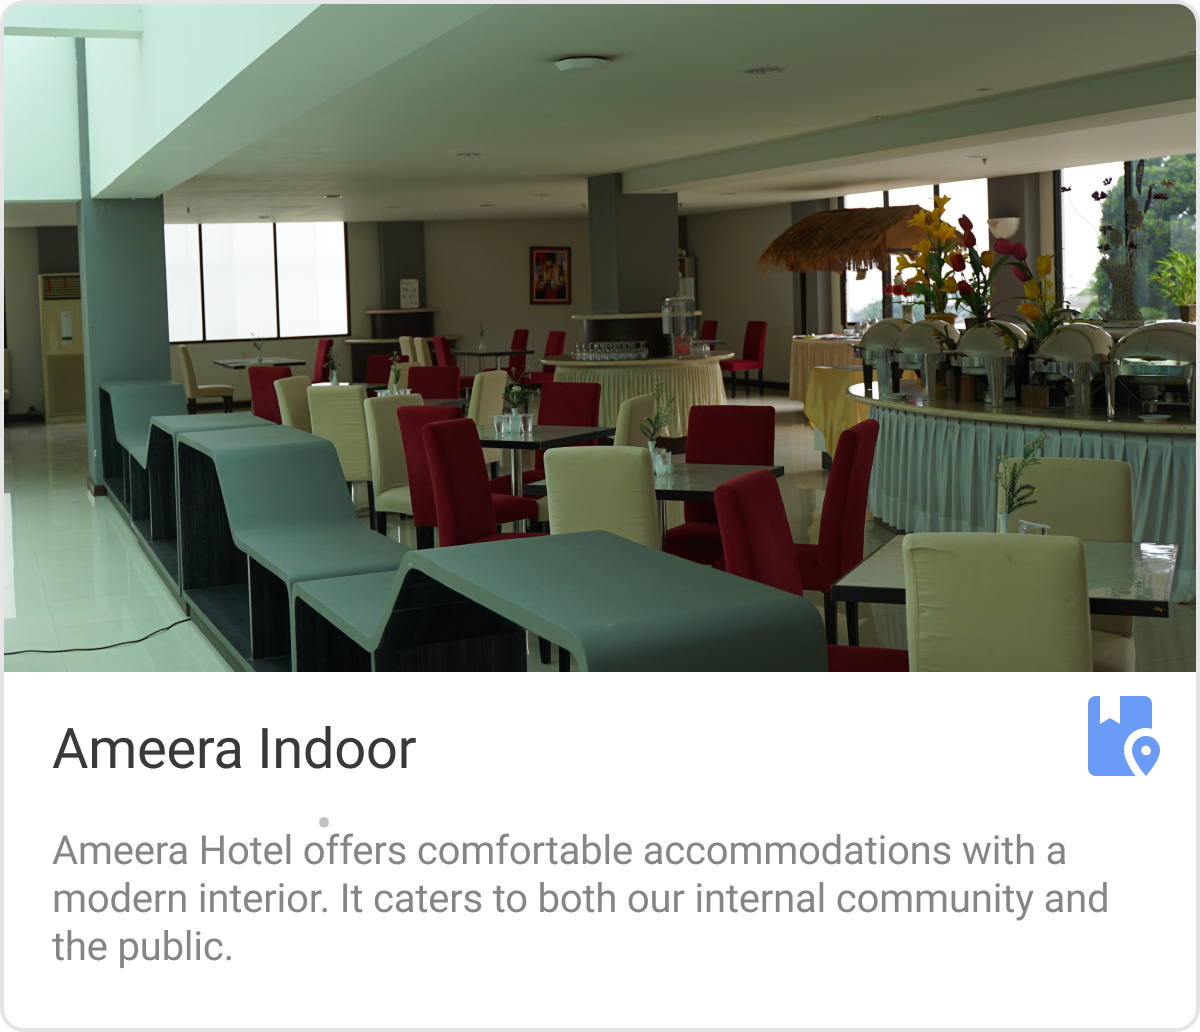 Ameera Indoor
Ameera Hotel offers comfortable accommodations with a
modern interior. It caters to both our internal community and
the public.